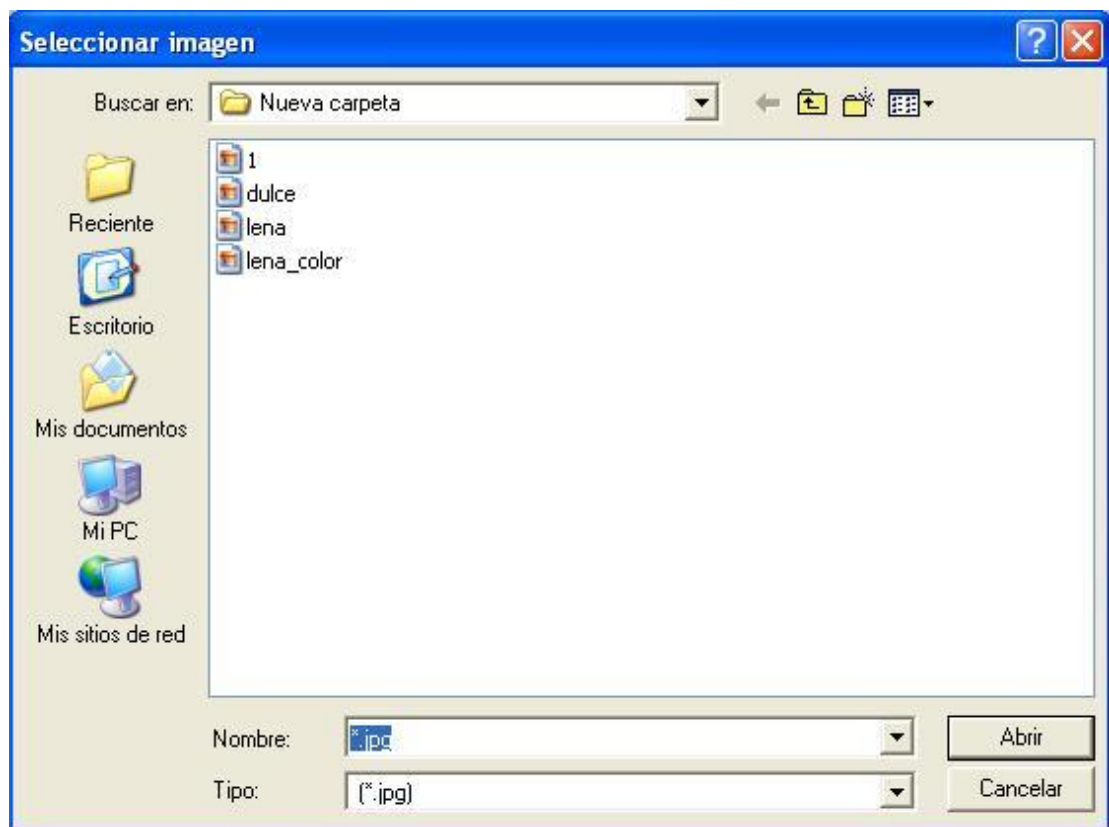 Seleccionar imagen
Buscar en: Nueva carpeta
1
dulce
lena
lena_color
Reciente
Escritorio
Mis documentos
Mi PC
Mis sitios de red
Nombre: *.jpg
Abrir
Tipo: (*.jpg)
Cancelar